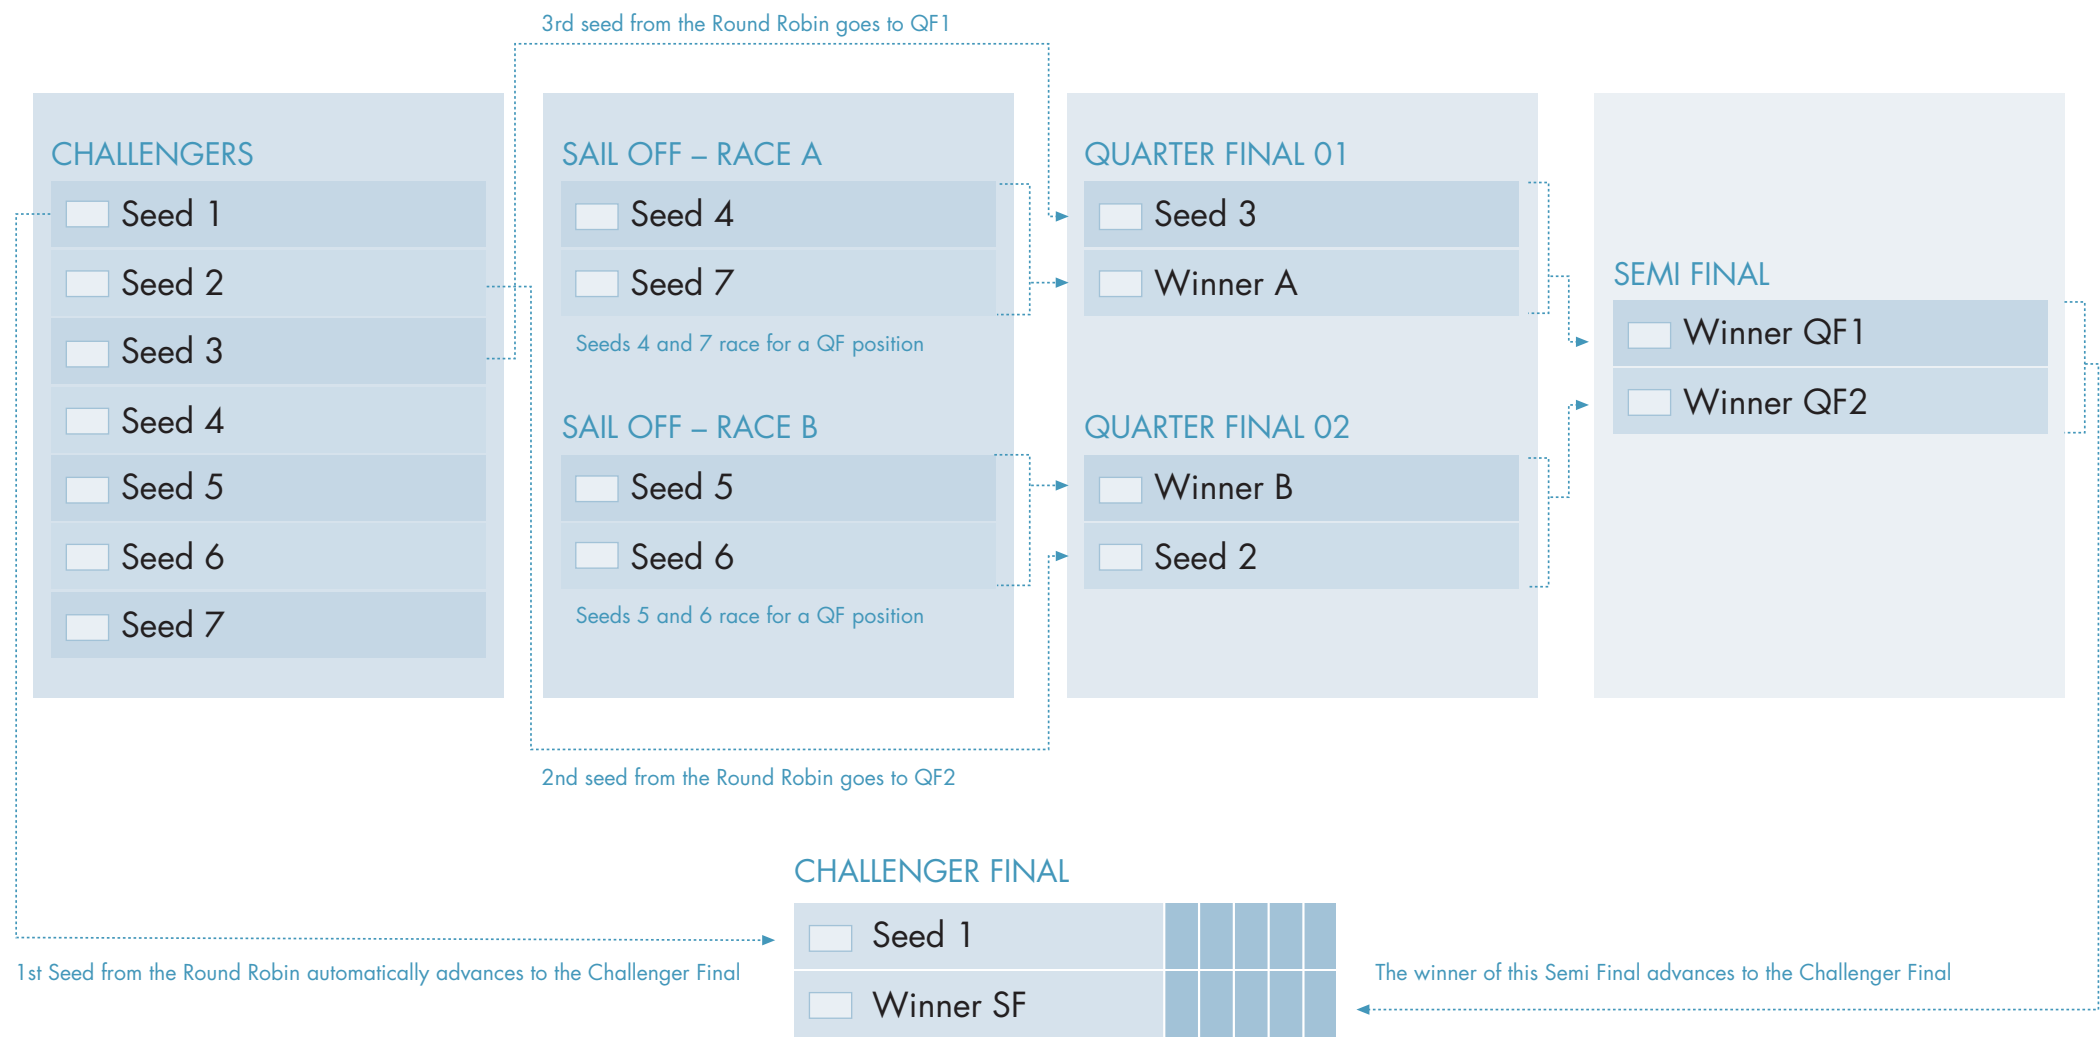 3rd seed from the Round Robin goes to QF1
CHALLENGERS
Seed 1
Seed 2
Seed 3
Seed 4
Seed 5
Seed 6
Seed 7
SAIL OFF – RACE A
Seed 4
Seed 7
Seeds 4 and 7 race for a QF position
SAIL OFF – RACE B
Seed 5
Seed 6
Seeds 5 and 6 race for a QF position
QUARTER FINAL 01
Seed 3
Winner A
QUARTER FINAL 02
Winner B
Seed 2
SEMI FINAL
Winner QF1
Winner QF2
2nd seed from the Round Robin goes to QF2
CHALLENGER FINAL
Seed 1
Winner SF
1st Seed from the Round Robin automatically advances to the Challenger Final
The winner of this Semi Final advances to the Challenger Final